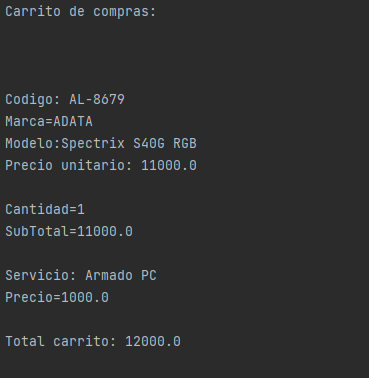 Carrito de compras:
Codigo: AL-8679
Marca=ADATA
Modelo:Spectrix S40G RGB
Precio unitario: 11000.0
Cantidad=1
SubTotal=11000.0
Servicio: Armado PC
Precio=1000.0
Total carrito: 12000.0